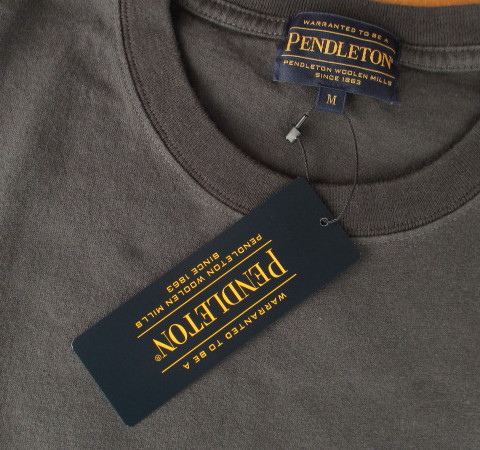 WARRANTED TO BE A
PENDLETON
PENDLETON WOOLEN MILLS
SINCE 1863
M
WARRANTED TO BE A
PENDLETON®
PENDLETON WOOLEN MILLS
SINCE 1863